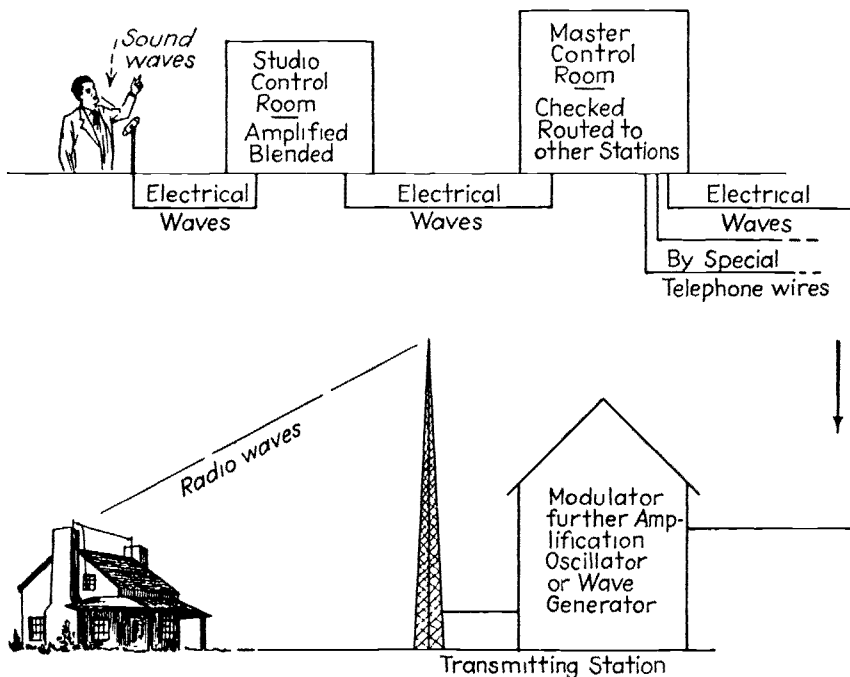 Sound
waves
Studio
Control
Room
Amplified
Blended
Master
Control
Room
Checked
Routed to
other Stations
Electrical
Waves
Electrical
Waves
Electrical
Waves
By Special
Telephone wires
Radio waves
Modulator
further Amp-
lification
Oscillator
or Wave
Generator
Transmitting Station